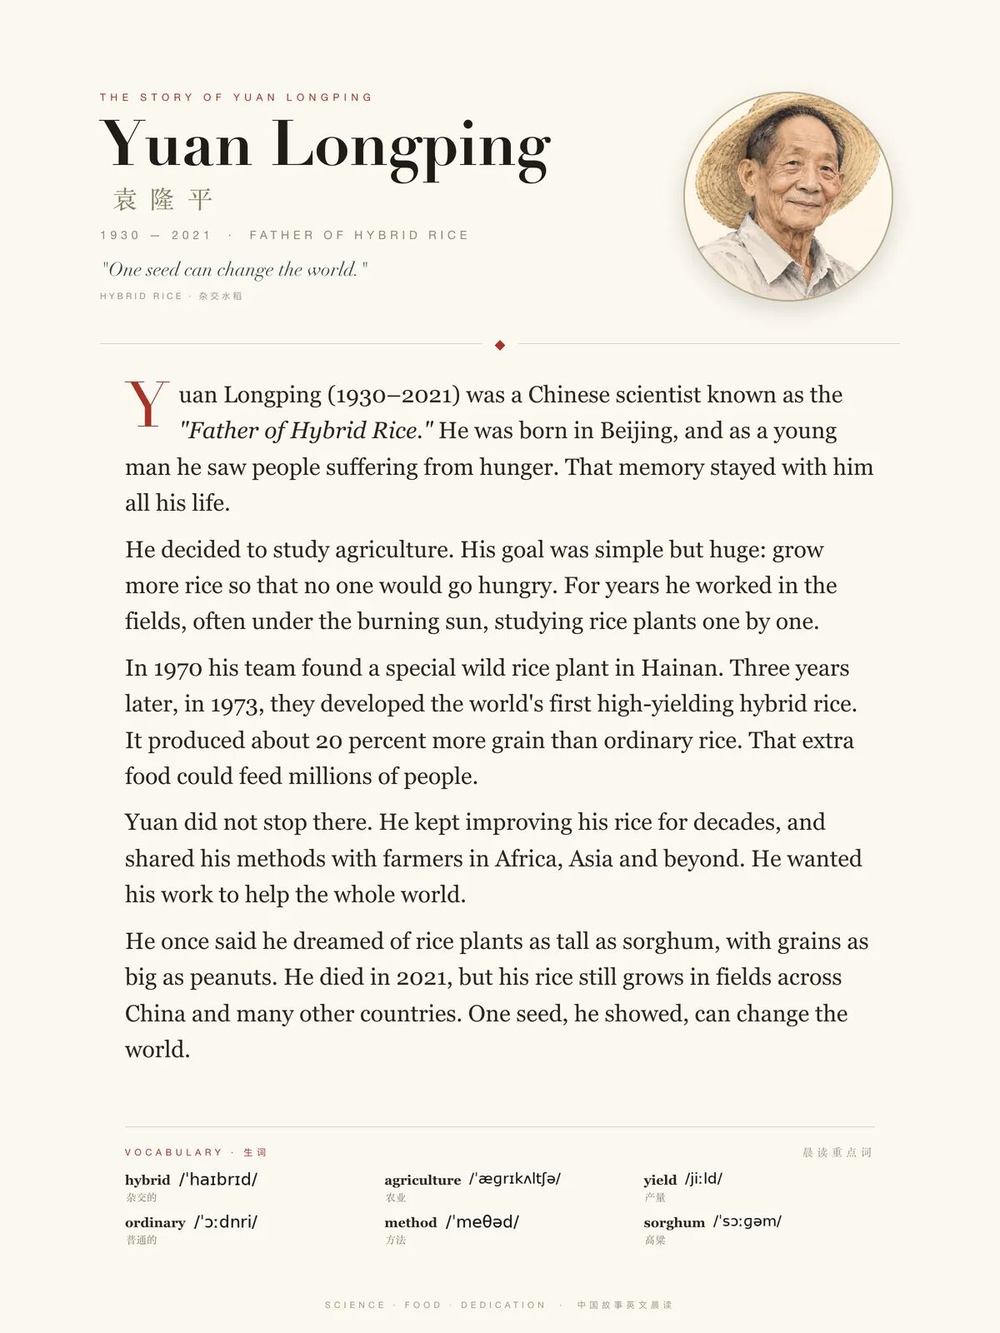 THE STORY OF YUAN LONGPING
Yuan Longping
袁隆平
1930 — 2021 · FATHER OF HYBRID RICE
"One seed can change the world."
HYBRID RICE · 杂交水稻
Yuan Longping (1930–2021) was a Chinese scientist known as the
"Father of Hybrid Rice." He was born in Beijing, and as a young
man he saw people suffering from hunger. That memory stayed with him
all his life.
He decided to study agriculture. His goal was simple but huge: grow
more rice so that no one would go hungry. For years he worked in the
fields, often under the burning sun, studying rice plants one by one.
In 1970 his team found a special wild rice plant in Hainan. Three years
later, in 1973, they developed the world's first high-yielding hybrid rice.
It produced about 20 percent more grain than ordinary rice. That extra
food could feed millions of people.
Yuan did not stop there. He kept improving his rice for decades, and
shared his methods with farmers in Africa, Asia and beyond. He wanted
his work to help the whole world.
He once said he dreamed of rice plants as tall as sorghum, with grains as
big as peanuts. He died in 2021, but his rice still grows in fields across
China and many other countries. One seed, he showed, can change the
world.
VOCABULARY · 生词 晨读重点词
hybrid /ˈhaɪbrɪd/ agriculture /ˈæɡrɪkʌltʃə/ yield /jiːld/
杂交的 农业 产量
ordinary /ˈɔːdnri/ method /ˈmeθəd/ sorghum /ˈsɔːɡəm/
普通的 方法 高粱
SCIENCE · FOOD · DEDICATION · 中国故事英文晨读